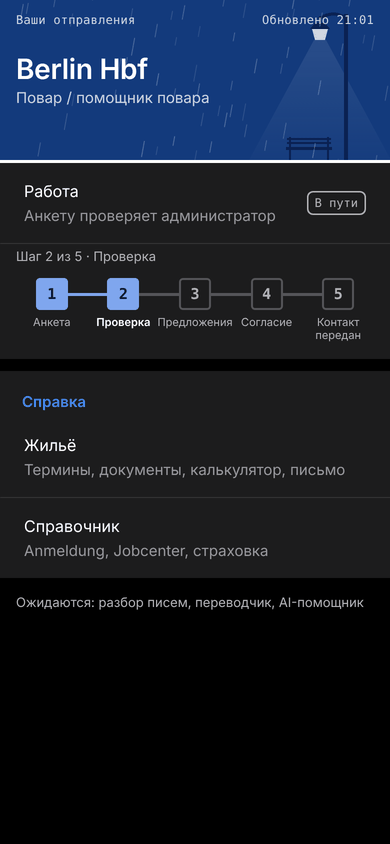 Ваши отправления
Обновлено 21:01
Berlin Hbf
Повар / помощник повара
Работа
Анкету проверяет администратор
В пути
Шаг 2 из 5 · Проверка
1 2 3 4 5
Анкета Проверка Предложения Согласие Контакт
передан
Справка
Жильё
Термины, документы, калькулятор, письмо
Справочник
Anmeldung, Jobcenter, страховка
Ожидаются: разбор писем, переводчик, AI-помощник